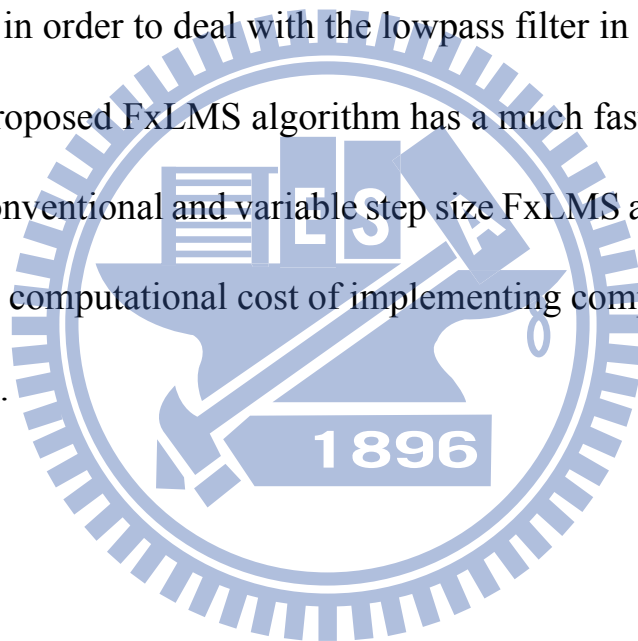 in order to deal with the lowpass filter in
roposed FxLMS algorithm has a much fas
onventional and variable step size FxLMS a
computational cost of implementing comp
.
E S A
1896